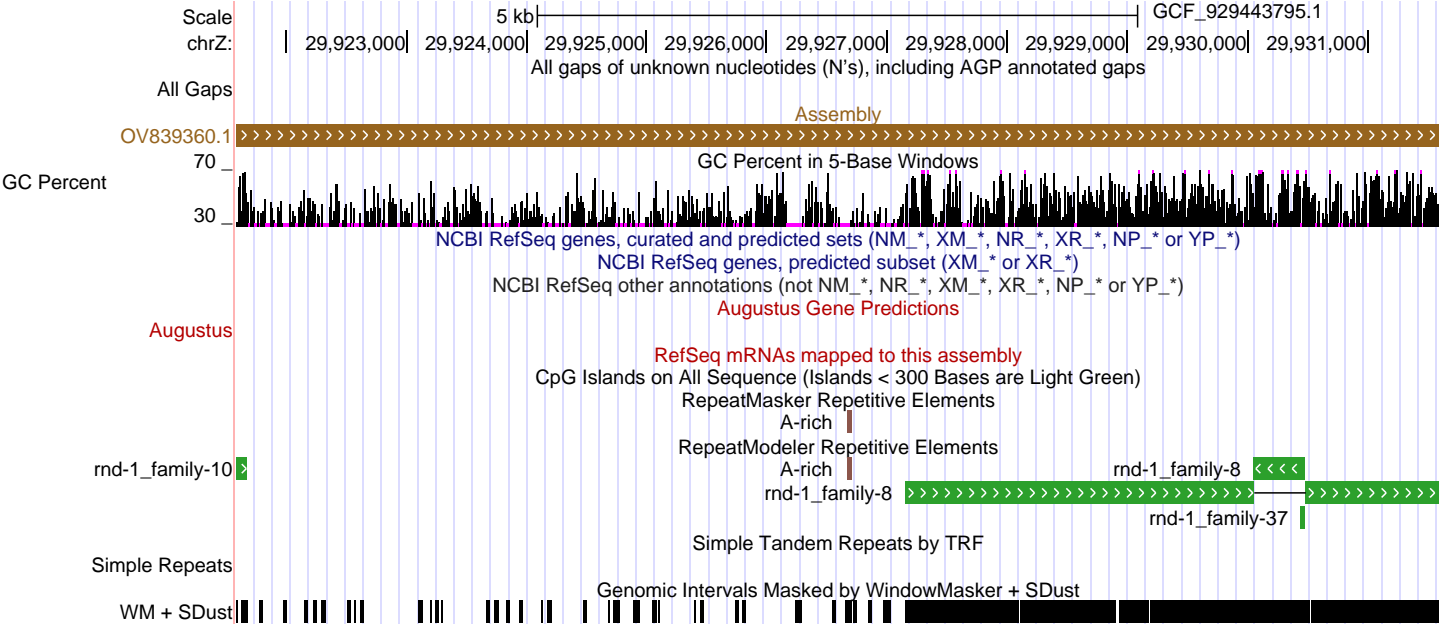 Scale 5 kb GCF_929443795.1
chrZ: 29,923,000 29,924,000 29,925,000 29,926,000 29,927,000 29,928,000 29,929,000 29,930,000 29,931,000
All gaps of unknown nucleotides (N's), including AGP annotated gaps
All Gaps
Assembly
OV839360.1
70
GC Percent in 5-Base Windows
GC Percent
30
NCBI RefSeq genes, curated and predicted sets (NM_*, XM_*, NR_*, XR_*, NP_* or YP_*)
NCBI RefSeq genes, predicted subset (XM_* or XR_*)
NCBI RefSeq other annotations (not NM_*, NR_*, XM_*, XR_*, NP_* or YP_*)
Augustus Gene Predictions
Augustus
RefSeq mRNAs mapped to this assembly
CpG Islands on All Sequence (Islands < 300 Bases are Light Green)
RepeatMasker Repetitive Elements
A-rich
RepeatModeler Repetitive Elements
rnd-1_family-10 A-rich rnd-1_family-8
rnd-1_family-8
rnd-1_family-37
Simple Tandem Repeats by TRF
Simple Repeats
Genomic Intervals Masked by WindowMasker + SDust
WM + SDust